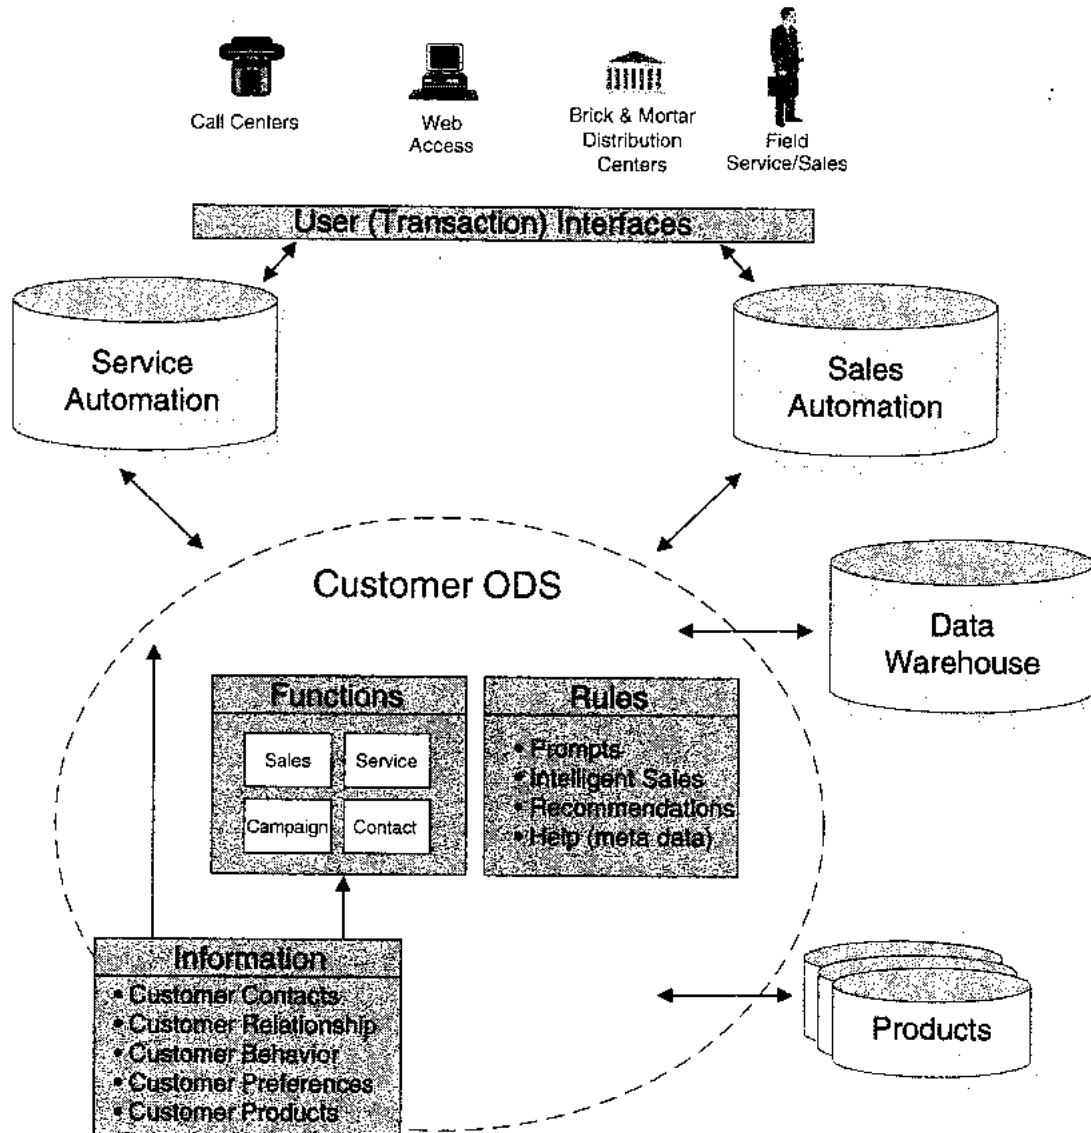 Call Centers
Web
Access
Brick & Mortar
Distribution
Centers
Field
Service/Sales
User (Transaction) Interfaces
Service
Automation
Sales
Automation
Customer ODS
Data
Warehouse
Functions
Sales
Service
Campaign
Contact
Rules
• Prompts
• Intelligent Sales
• Recommendations
• Help (meta data)
Information
• Customer Contacts
• Customer Relationship
• Customer Behavior
• Customer Preferences
• Customer Products
Products